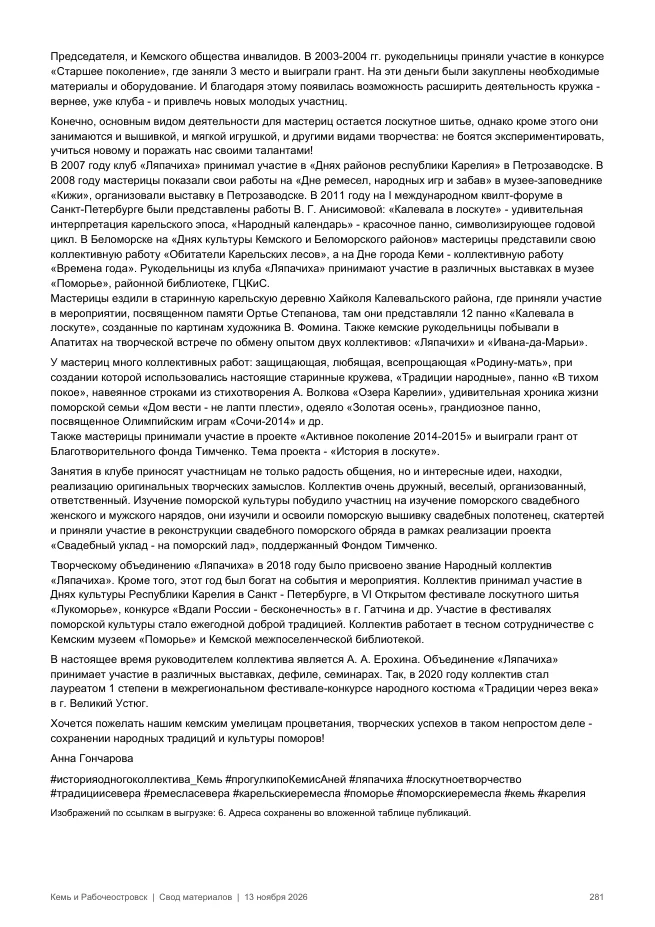 Председателя, и Кемского общества инвалидов. В 2003-2004 гг. рукодельницы приняли участие в конкурсе
«Старшее поколение», где заняли 3 место и выиграли грант. На эти деньги были закуплены необходимые
материалы и оборудование. И благодаря этому появилась возможность расширить деятельность кружка -
вернее, уже клуба - и привлечь новых молодых участниц.
Конечно, основным видом деятельности для мастериц остается лоскутное шитье, однако кроме этого они
занимаются и вышивкой, и мягкой игрушкой, и другими видами творчества: не боятся экспериментировать,
учиться новому и поражать нас своими талантами!
В 2007 году клуб «Ляпачиха» принимал участие в «Днях районов республики Карелия» в Петрозаводске. В
2008 году мастерицы показали свои работы на «Дне ремесел, народных игр и забав» в музее-заповеднике
«Кижи», организовали выставку в Петрозаводске. В 2011 году на I международном квилт-форуме в
Санкт-Петербурге были представлены работы В. Г. Анисимовой: «Калевала в лоскуте» - удивительная
интерпретация карельского эпоса, «Народный календарь» - красочное панно, символизирующее годовой
цикл. В Беломорске на «Днях культуры Кемского и Беломорского районов» мастерицы представили свою
коллективную работу «Обитатели Карельских лесов», а на Дне города Кеми - коллективную работу
«Времена года». Рукодельницы из клуба «Ляпачиха» принимают участие в различных выставках в музее
«Поморье», районной библиотеке, ГЦКиС.
Мастерицы ездили в старинную карельскую деревню Хайколя Калевальского района, где приняли участие
в мероприятии, посвященном памяти Ортье Степанова, там они представляли 12 панно «Калевала в
лоскуте», созданные по картинам художника В. Фомина. Также кемские рукодельницы побывали в
Апатитах на творческой встрече по обмену опытом двух коллективов: «Ляпачихи» и «Ивана-да-Марьи».
У мастериц много коллективных работ: защищающая, любящая, всепрощающая «Родину-мать», при
создании которой использовались настоящие старинные кружева, «Традиции народные», панно «В тихом
покое», навеянное строками из стихотворения А. Волкова «Озера Карелии», удивительная хроника жизни
поморской семьи «Дом вести - не лапти плести», одеяло «Золотая осень», грандиозное панно,
посвященное Олимпийским играм «Сочи-2014» и др.
Также мастерицы принимали участие в проекте «Активное поколение 2014-2015» и выиграли грант от
Благотворительного фонда Тимченко. Тема проекта - «История в лоскуте».
Занятия в клубе приносят участницам не только радость общения, но и интересные идеи, находки,
реализацию оригинальных творческих замыслов. Коллектив очень дружный, веселый, организованный,
ответственный. Изучение поморской культуры побудило участниц на изучение поморского свадебного
женского и мужского нарядов, они изучили и освоили поморскую вышивку свадебных полотенец, скатертей
и приняли участие в реконструкции свадебного поморского обряда в рамках реализации проекта
«Свадебный уклад - на поморский лад», поддержанный Фондом Тимченко.
Творческому объединению «Ляпачиха» в 2018 году было присвоено звание Народный коллектив
«Ляпачиха». Кроме того, этот год был богат на события и мероприятия. Коллектив принимал участие в
Днях культуры Республики Карелия в Санкт - Петербурге, в VI Открытом фестивале лоскутного шитья
«Лукоморье», конкурсе «Вдали России - бесконечность» в г. Гатчина и др. Участие в фестивалях
поморской культуры стало ежегодной доброй традицией. Коллектив работает в тесном сотрудничестве с
Кемским музеем «Поморье» и Кемской межпоселенческой библиотекой.
В настоящее время руководителем коллектива является А. А. Ерохина. Объединение «Ляпачиха»
принимает участие в различных выставках, дефиле, семинарах. Так, в 2020 году коллектив стал
лауреатом 1 степени в межрегиональном фестивале-конкурсе народного костюма «Традиции через века»
в г. Великий Устюг.
Хочется пожелать нашим кемским умелицам процветания, творческих успехов в таком непростом деле -
сохранении народных традиций и культуры поморов!
Анна Гончарова
#историяодногоколлектива_Кемь #прогулкипоКемисАней #ляпачиха #лоскутноетворчество
#традициисевера #ремесласевера #карельскиеремесла #поморье #поморскиеремесла #кемь #карелия
Изображений по ссылкам в выгрузке: 6. Адреса сохранены во вложенной таблице публикаций.
Кемь и Рабочеостровск | Свод материалов | 13 ноября 2026
281